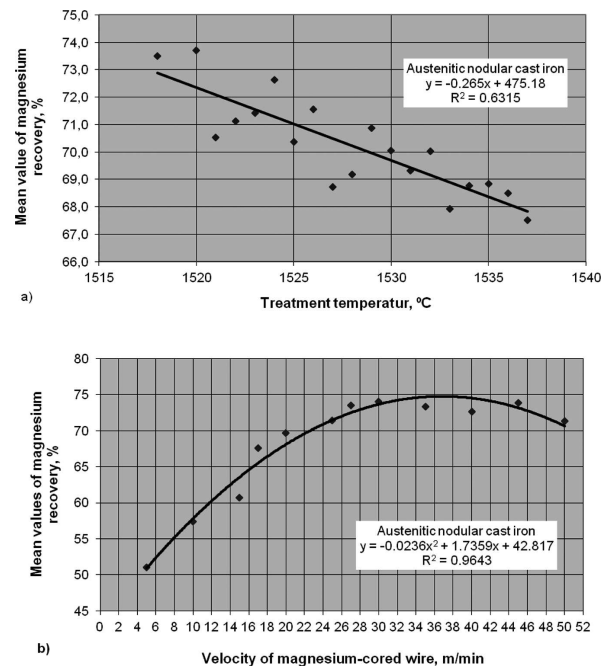 75,0
74,0
73,0
72,0
71,0
70,0
69,0
68,0
67,0
66,0
Mean value of magnesium
recovery, %
Austenitic nodular cast iron
y = -0.265x + 475.18
R² = 0.6315
1515 1520 1525 1530 1535 1540
a)
Treatment temperatur, ºC
80
75
70
65
60
55
50
45
Mean values of magnesium
recovery, %
Austenitic nodular cast iron
y = -0.0236x² + 1.7359x + 42.817
R² = 0.9643
0 2 4 5 8 10 12 14 16 18 20 22 24 26 28 30 32 34 36 38 40 42 44 46 48 50 52
b)
Velocity of magnesium-cored wire, m/min